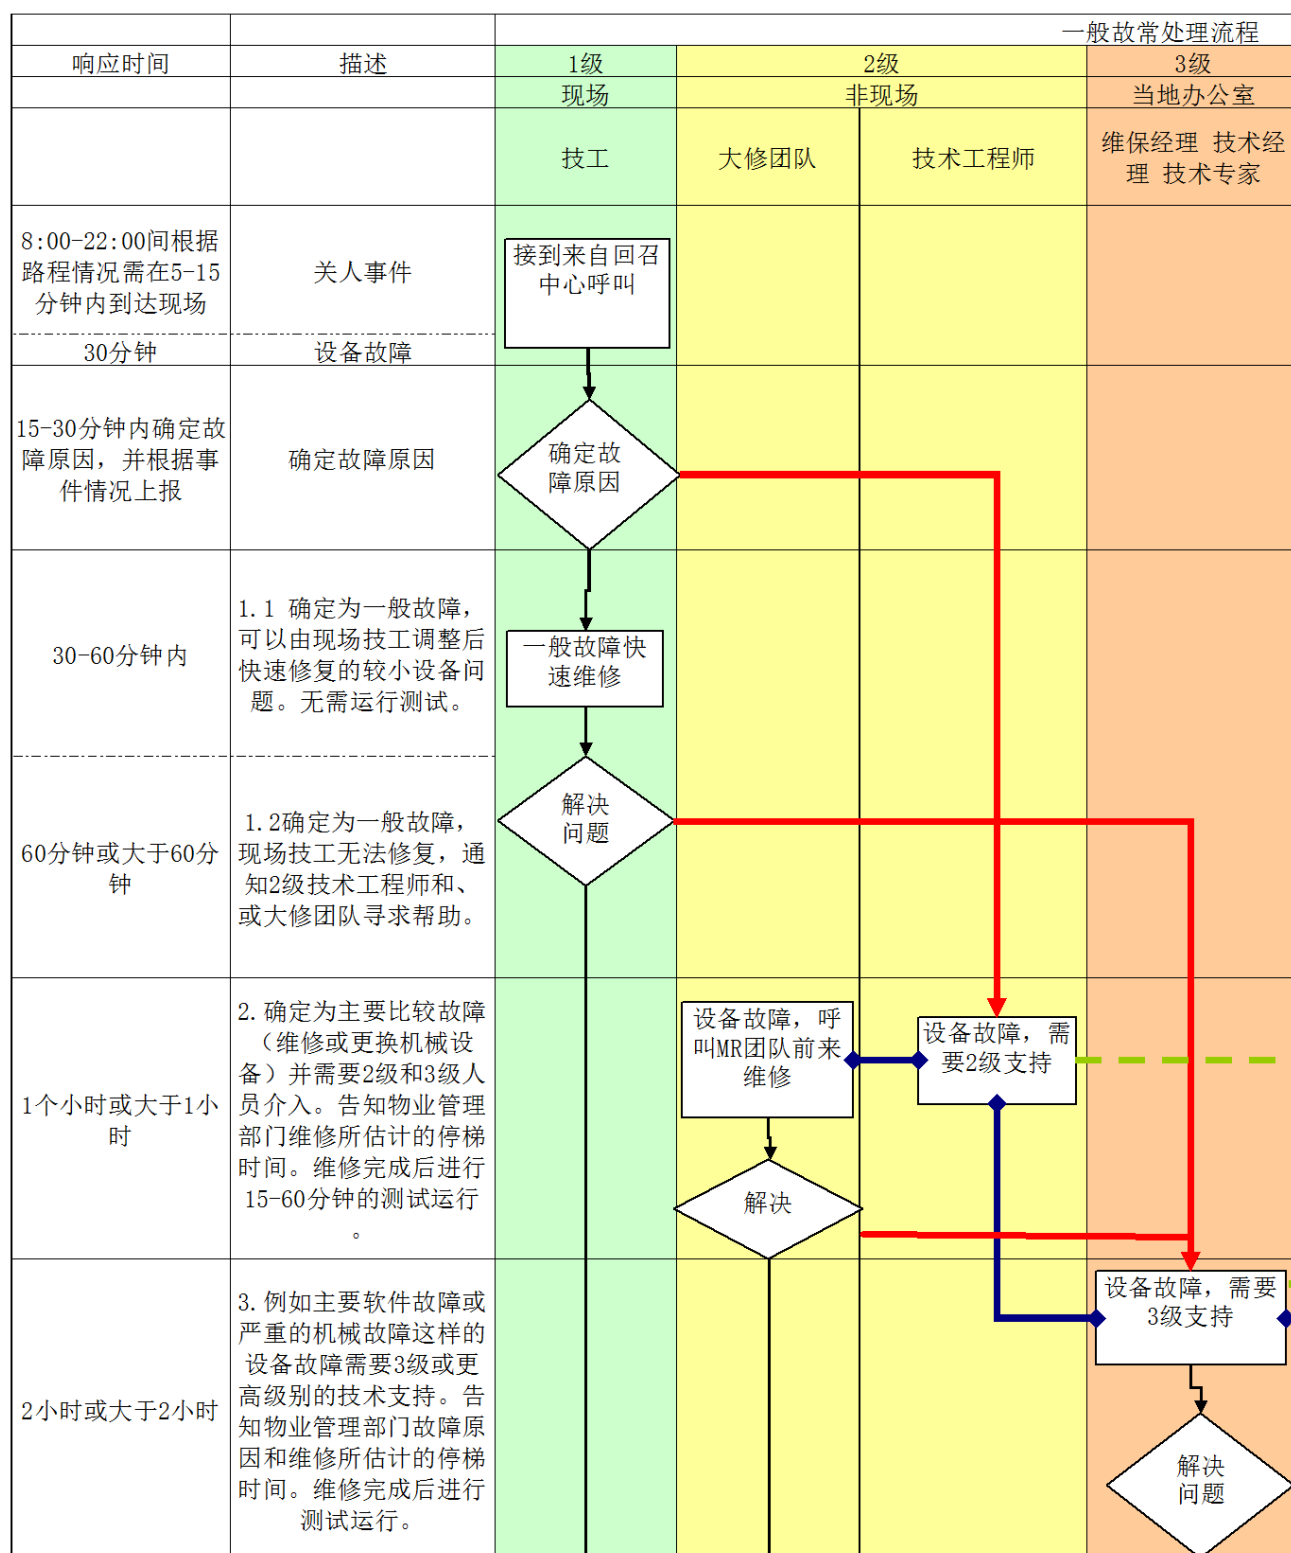 一般故常处理流程
响应时间
描述
1级
2级
3级
现场
非现场
当地办公室
技工
大修团队
技术工程师
维保经理 技术经
理 技术专家
8:00-22:00间根据
路程情况需在5-15
分钟内到达现场
关人事件
接到来自回召
中心呼叫
30分钟
设备故障
15-30分钟内确定故
障原因，并根据事
件情况上报
确定故障原因
确定故
障原因
30-60分钟内
1.1 确定为一般故障，
可以由现场技工调整后
快速修复的较小设备问
题。无需运行测试。
一般故障快
速维修
60分钟或大于60分
钟
1.2确定为一般故障，
现场技工无法修复，通
知2级技术工程师和、
或大修团队寻求帮助。
解决
问题
1个小时或大于1小
时
2.确定为主要比较故障
（维修或更换机械设
备）并需要2级和3级人
员介入。告知物业管理
部门维修所估计的停梯
时间。维修完成后进行
15-60分钟的测试运行
。
设备故障，呼
叫MR团队前来
维修
设备故障，需
要2级支持
解决
2小时或大于2小时
3.例如主要软件故障或
严重的机械故障这样的
设备故障需要3级或更
高级别的技术支持。告
知物业管理部门故障原
因和维修所估计的停梯
时间。维修完成后进行
测试运行。
设备故障，需要
3级支持
解决
问题